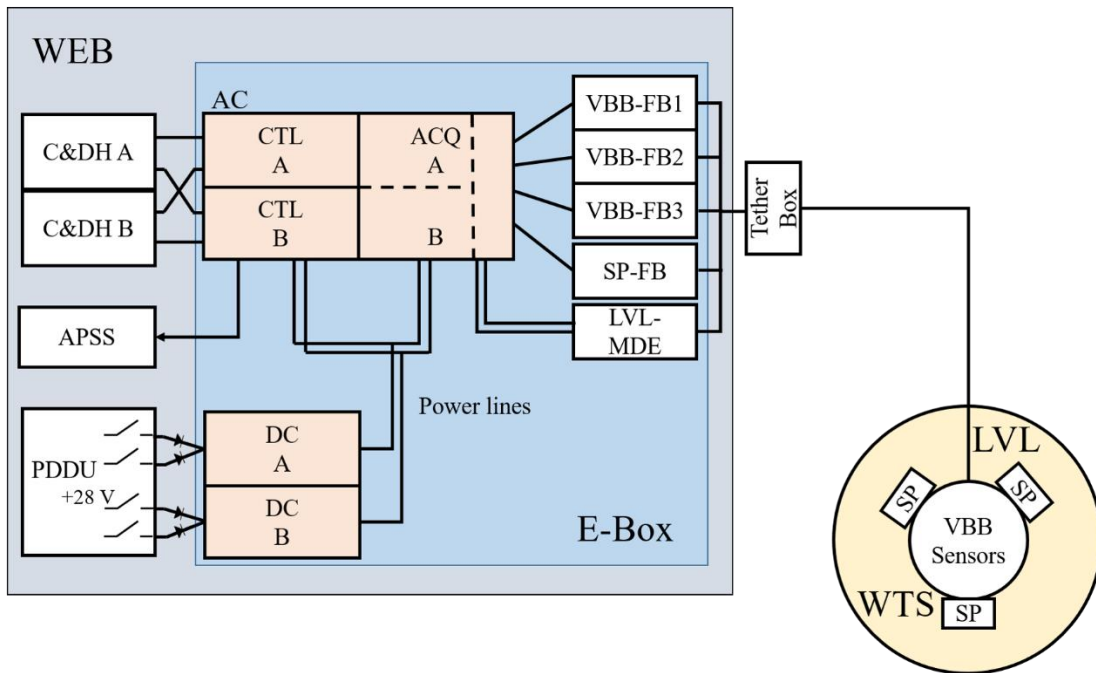 WEB
AC
C&DH A
C&DH B
CTL
A
CTL
B
ACQ
A
B
VBB-FB1
VBB-FB2
VBB-FB3
SP-FB
LVL-
MDE
Tether
Box
APSS
Power lines
PDDU
+28 V
DC
A
DC
B
E-Box
LVL
SP
SP
VBB
Sensors
WTS
SP